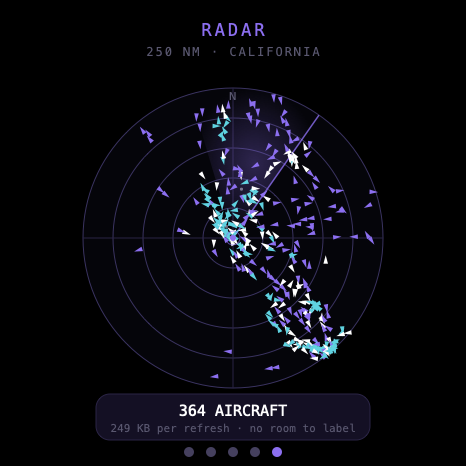 RADAR
250 NM · CALIFORNIA
N
364 AIRCRAFT
249 KB per refresh · no room to label